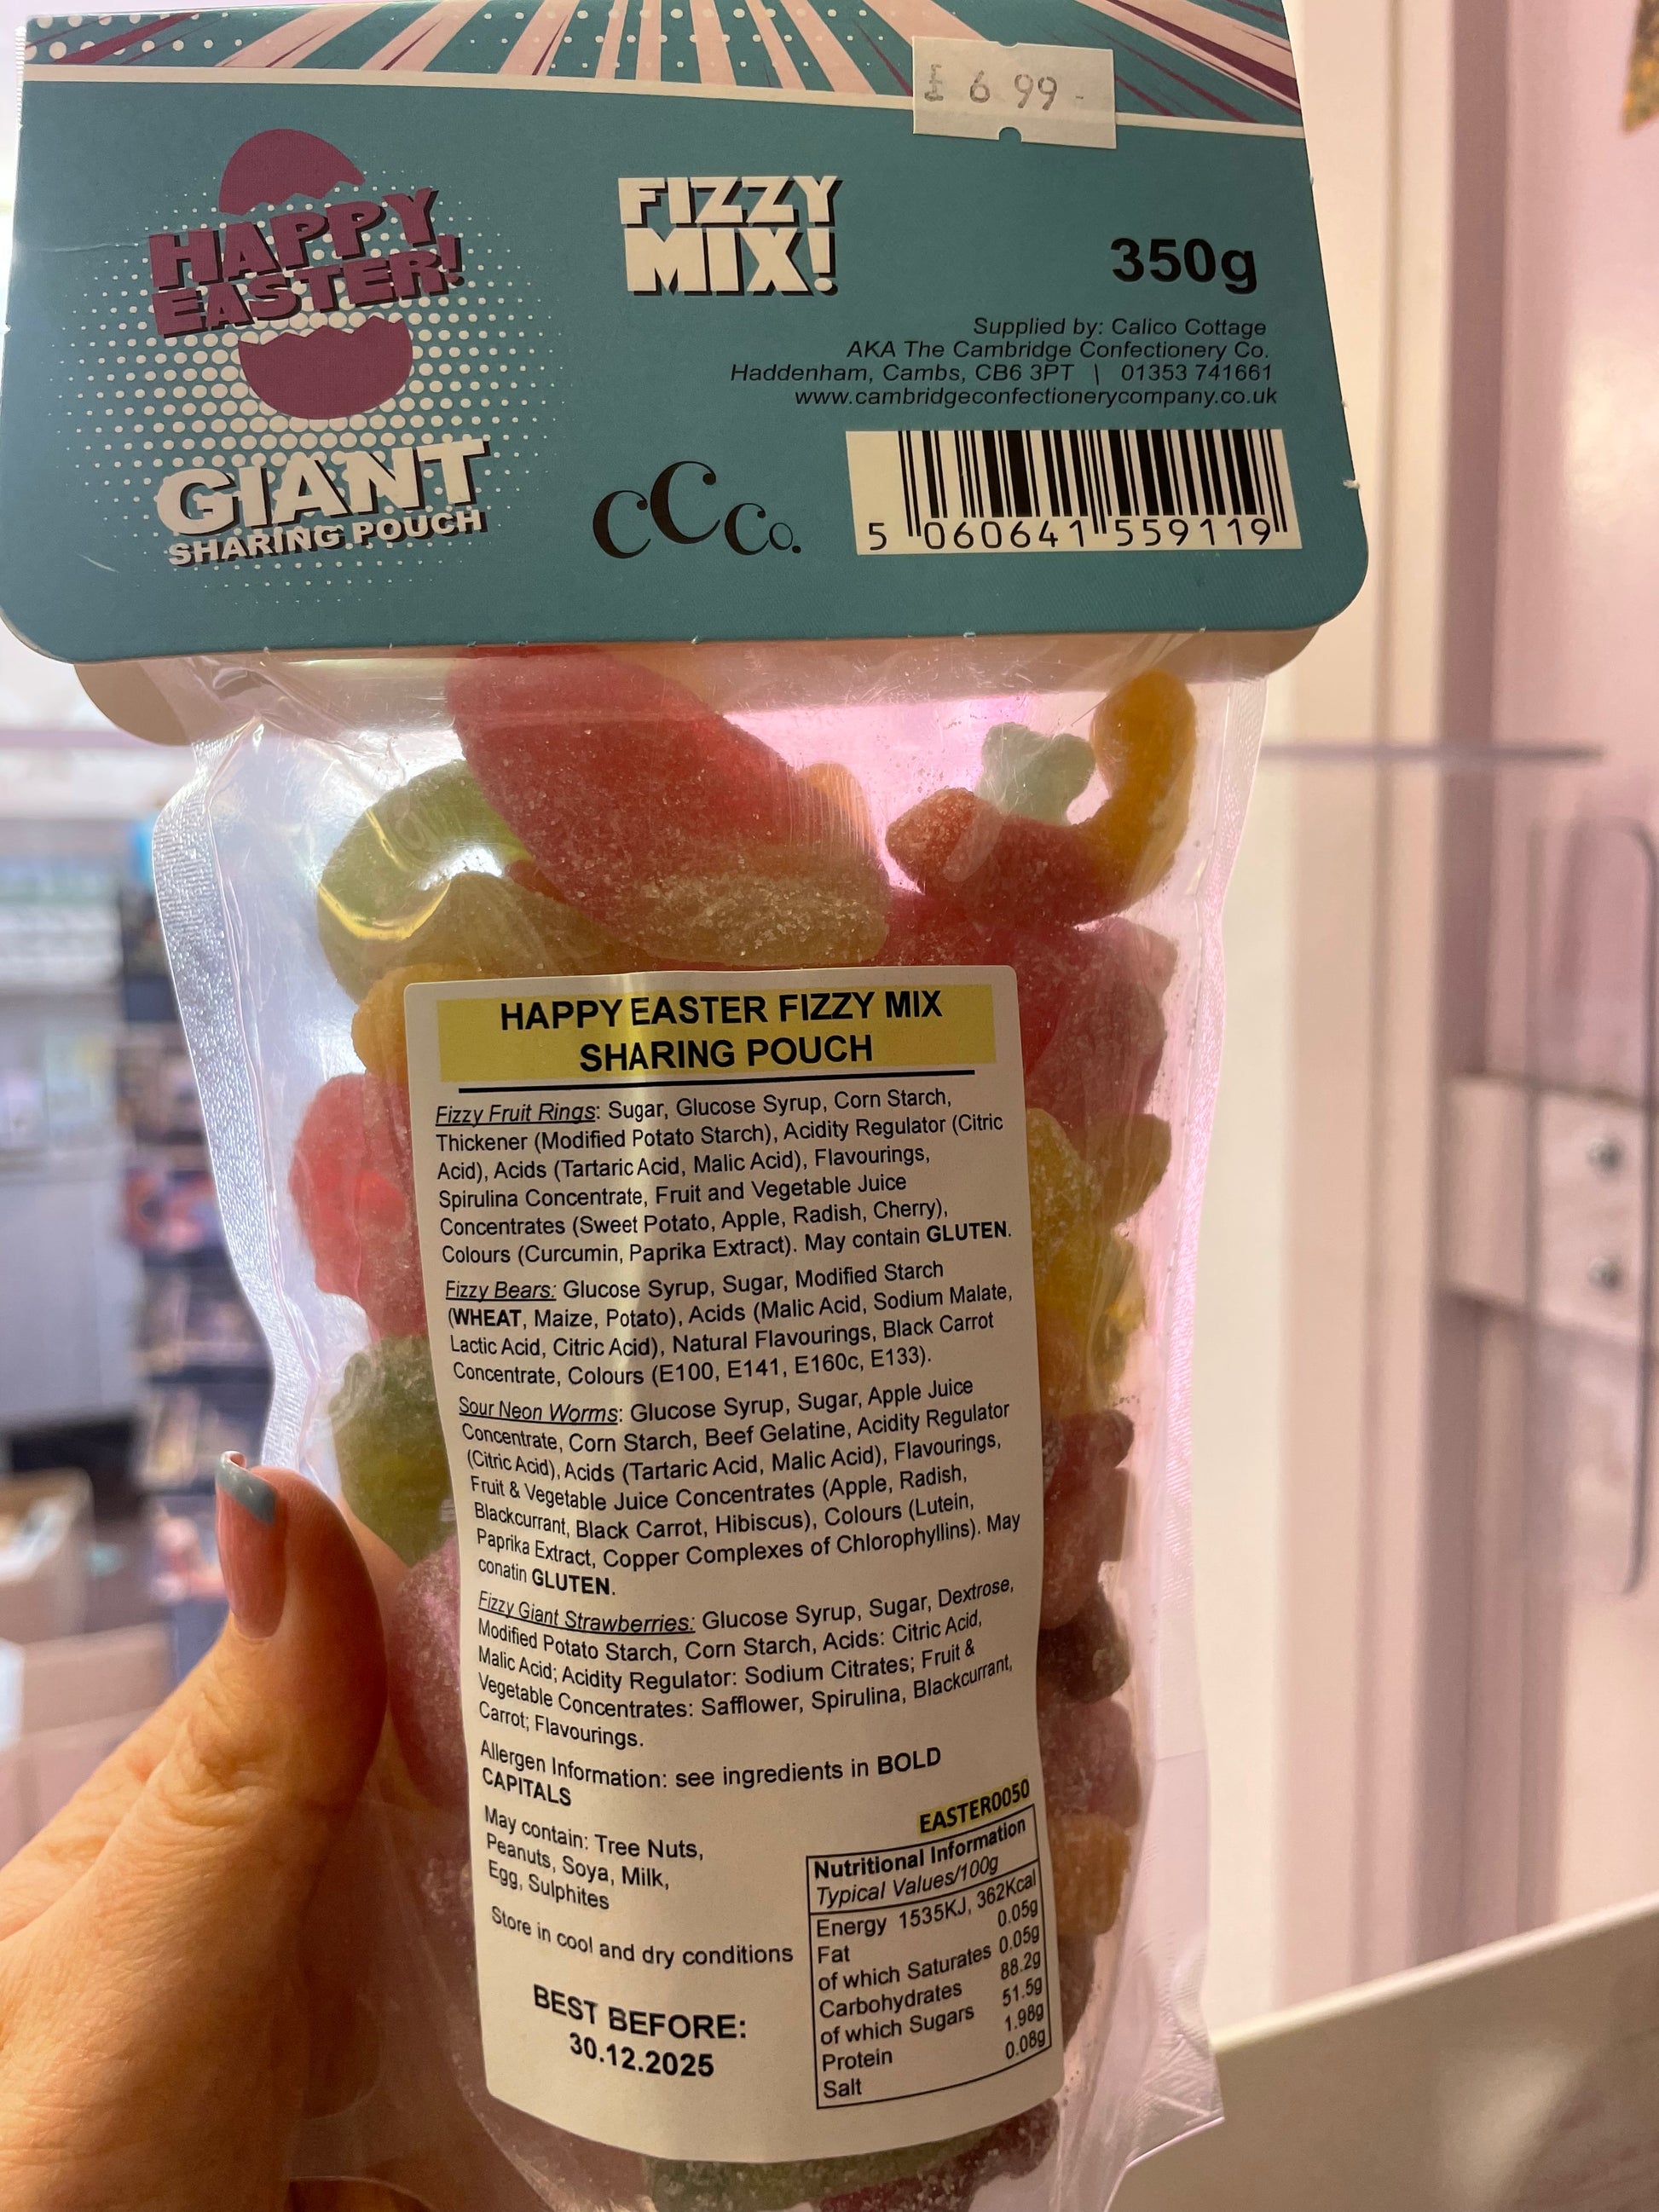 £ 6 99 -
HAPPY
EASTER!
GIANT
SHARING POUCH
FIZZY
MIX!
350g
Supplied by: Calico Cottage
AKA The Cambridge Confectionery Co.
Haddenham, Cambs, CB6 3PT | 01353 741661
www.cambridgeconfectionerycompany.co.uk
CCCo.
5 060641 559119
HAPPY EASTER FIZZY MIX
SHARING POUCH
Fizzy Fruit Rings: Sugar, Glucose Syrup, Corn Starch,
Thickener (Modified Potato Starch), Acidity Regulator (Citric
Acid), Acids (Tartaric Acid, Malic Acid), Flavourings,
Spirulina Concentrate, Fruit and Vegetable Juice
Concentrates (Sweet Potato, Apple, Radish, Cherry),
Colours (Curcumin, Paprika Extract). May contain GLUTEN.
Fizzy Bears: Glucose Syrup, Sugar, Modified Starch
(WHEAT, Maize, Potato), Acids (Malic Acid, Sodium Malate,
Lactic Acid, Citric Acid), Natural Flavourings, Black Carrot
Concentrate, Colours (E100, E141, E160c, E133).
Sour Neon Worms: Glucose Syrup, Sugar, Apple Juice
Concentrate, Corn Starch, Beef Gelatine, Acidity Regulator
(Citric Acid), Acids (Tartaric Acid, Malic Acid), Flavourings,
Fruit & Vegetable Juice Concentrates (Apple, Radish,
Blackcurrant, Black Carrot, Hibiscus), Colours (Lutein,
Paprika Extract, Copper Complexes of Chlorophyllins). May
conatin GLUTEN.
Fizzy Giant Strawberries: Glucose Syrup, Sugar, Dextrose,
Modified Potato Starch, Corn Starch, Acids: Citric Acid,
Malic Acid; Acidity Regulator: Sodium Citrates; Fruit &
Vegetable Concentrates: Safflower, Spirulina, Blackcurrant,
Carrot; Flavourings.
Allergen Information: see ingredients in BOLD
CAPITALS
May contain: Tree Nuts,
Peanuts, Soya, Milk,
Egg, Sulphites
Store in cool and dry conditions
BEST BEFORE:
30.12.2025
EASTER0050
Nutritional Information
Typical Values/100g
Energy 1535KJ, 362Kcal
Fat 0.05g
of which Saturates 0.05g
Carbohydrates 88.2g
of which Sugars 51.5g
Protein 1.98g
Salt 0.08g